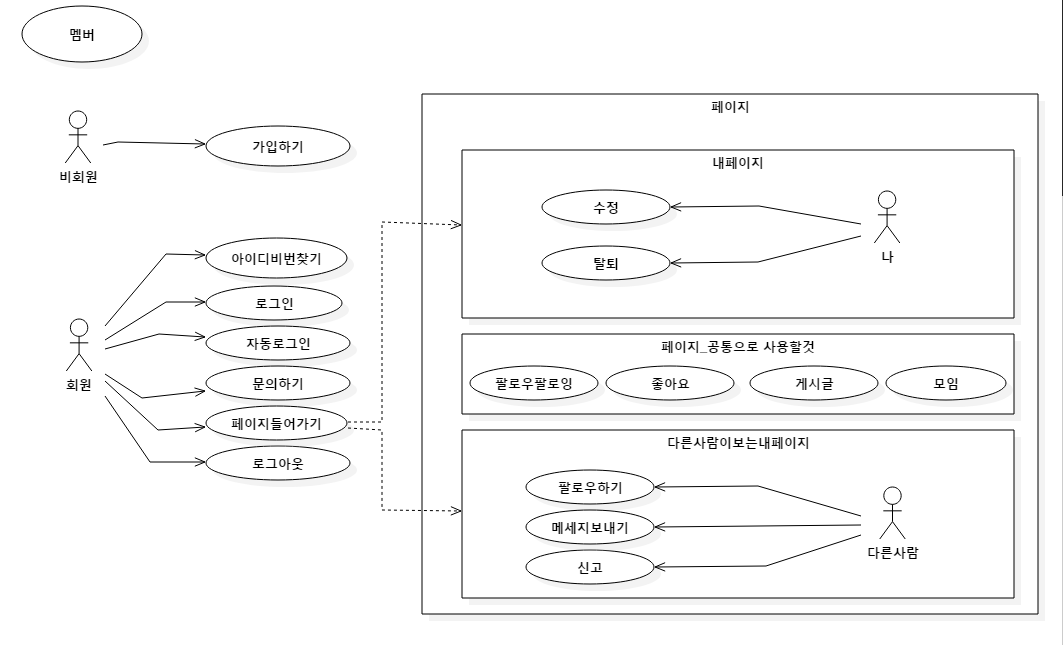 멤버
비회원
가입하기
회원
아이디비번찾기
로그인
자동로그인
문의하기
페이지들어가기
로그아웃
페이지
내페이지
수정
탈퇴
나
페이지_공통으로 사용할것
팔로우팔로잉
좋아요
게시글
모임
다른사람이보는내페이지
팔로우하기
메세지보내기
신고
다른사람